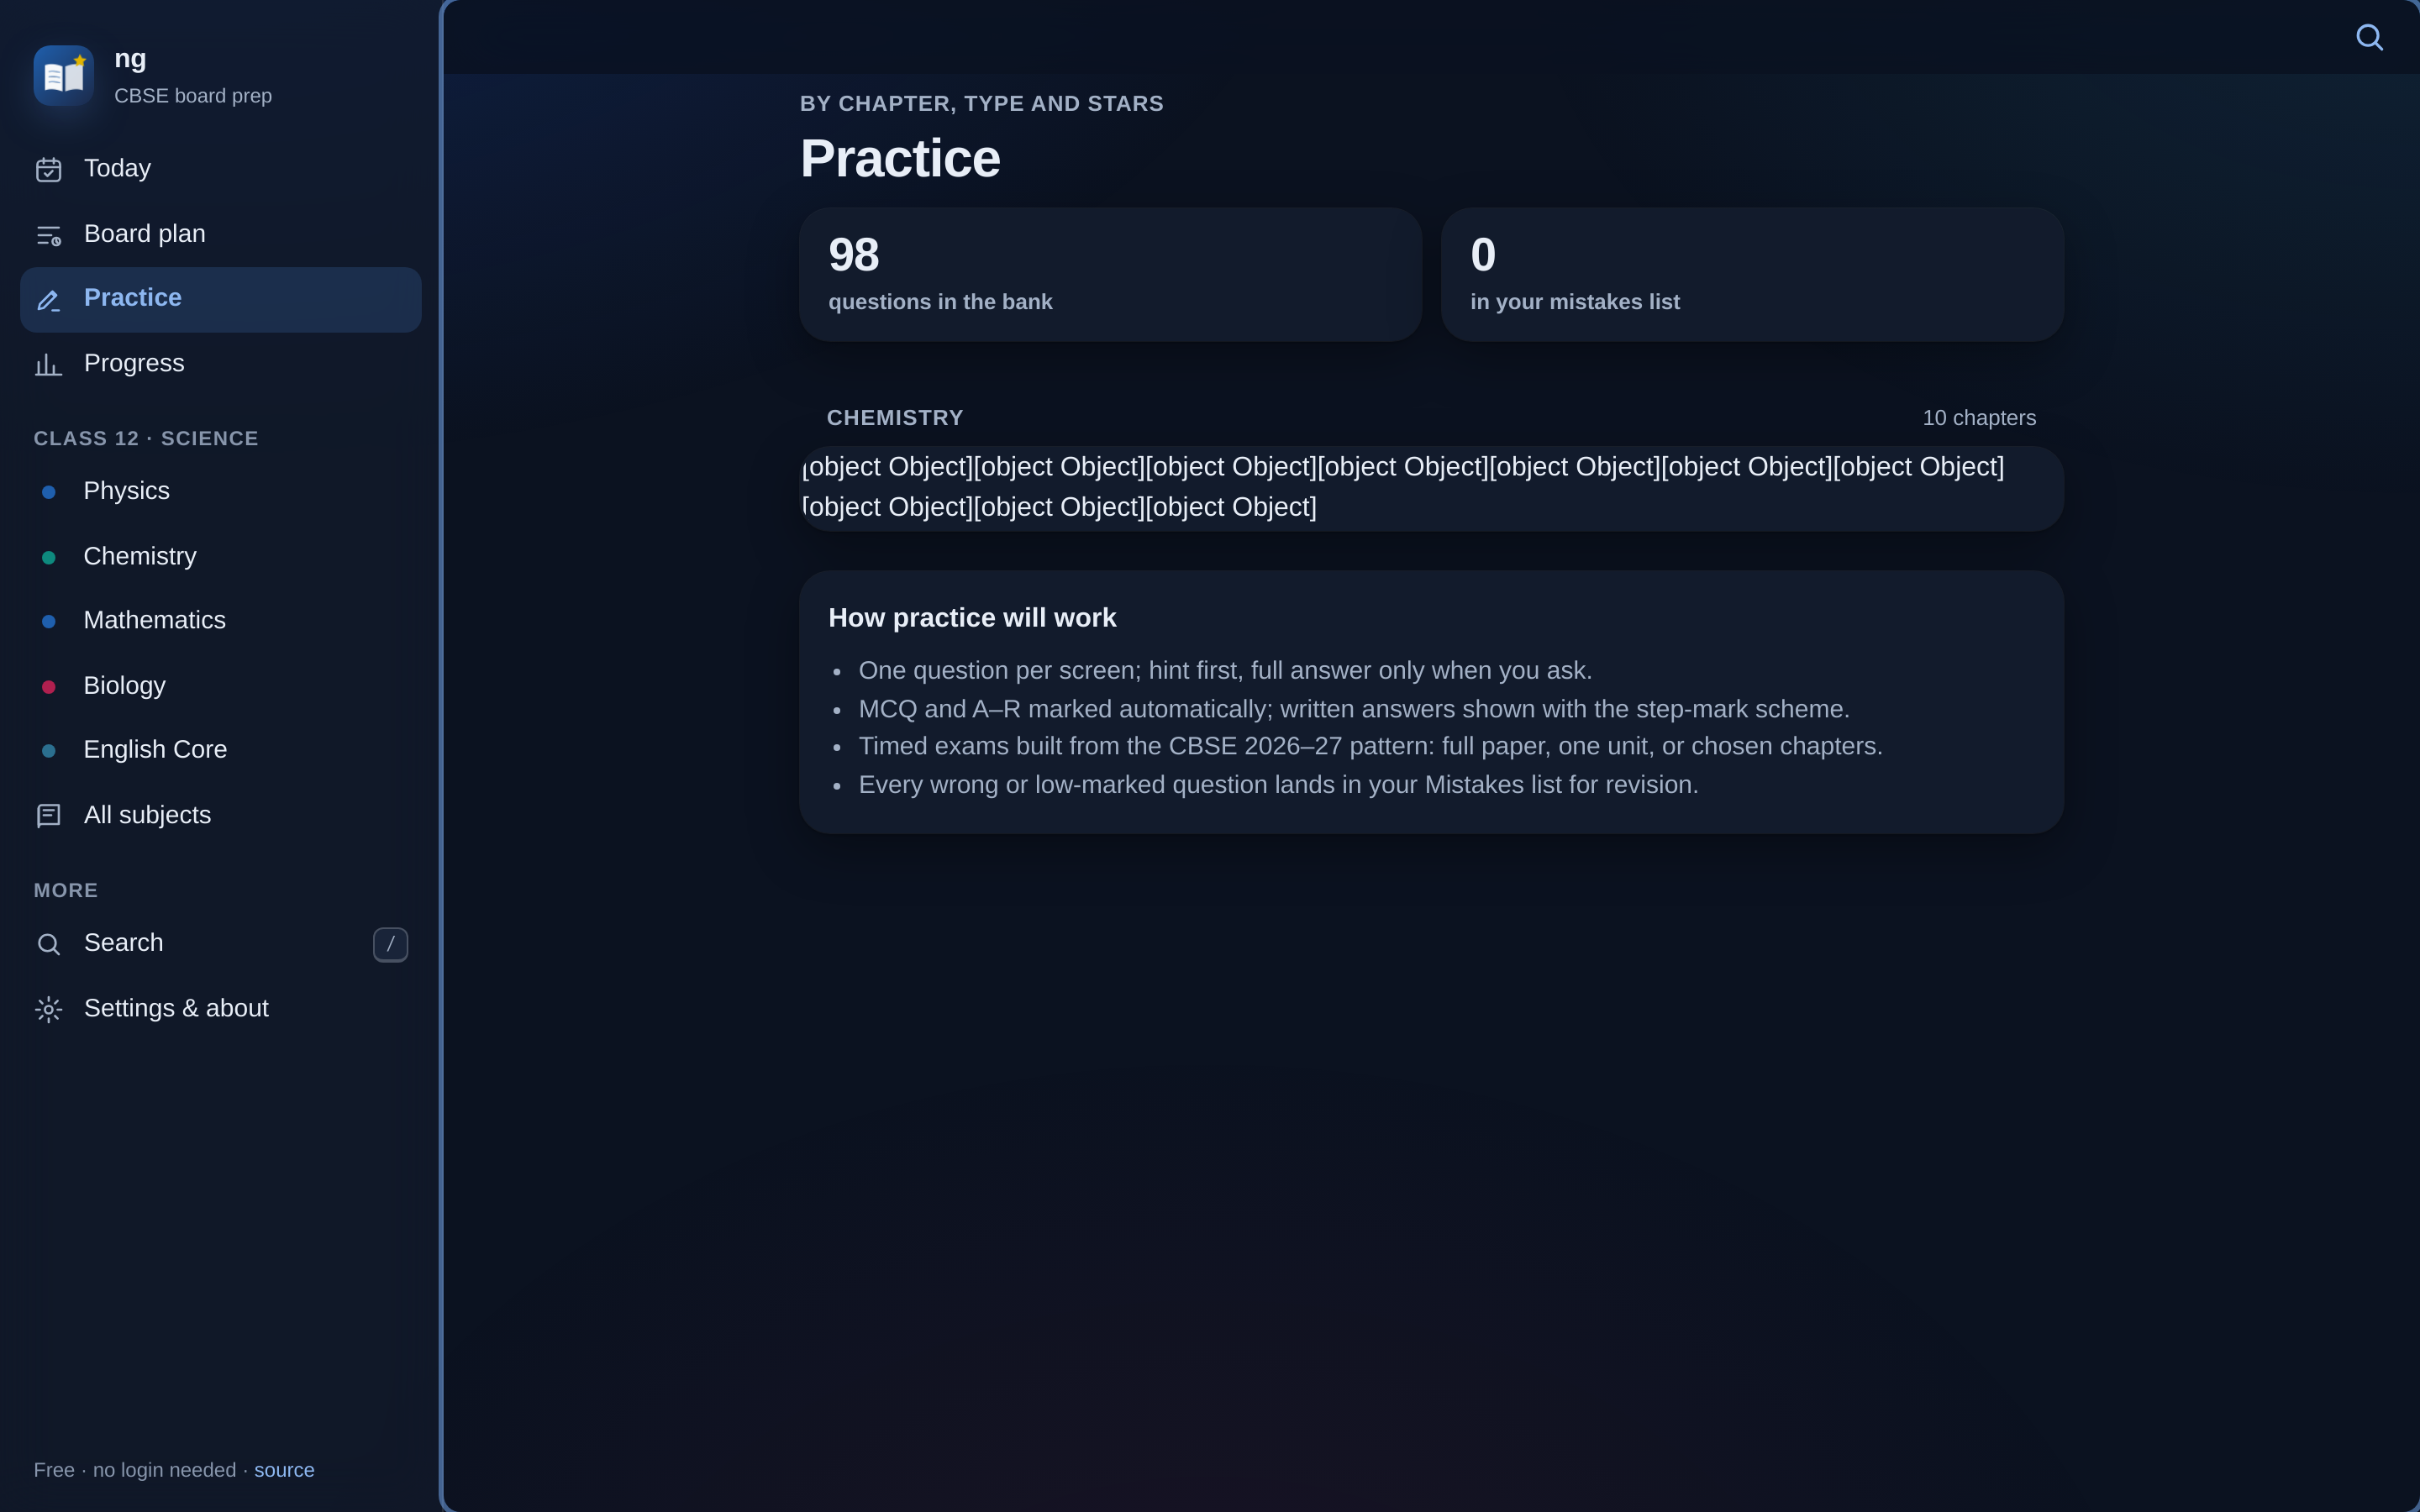 ng
CBSE board prep
Today
Board plan
Practice
Progress
CLASS 12 · SCIENCE
Physics
Chemistry
Mathematics
Biology
English Core
All subjects
MORE
Search
/
Settings & about
Free · no login needed · source
BY CHAPTER, TYPE AND STARS
Practice
98
questions in the bank
0
in your mistakes list
CHEMISTRY
10 chapters
[object Object][object Object][object Object][object Object][object Object][object Object][object Object]
[object Object][object Object][object Object]
How practice will work
• One question per screen; hint first, full answer only when you ask.
• MCQ and A–R marked automatically; written answers shown with the step-mark scheme.
• Timed exams built from the CBSE 2026–27 pattern: full paper, one unit, or chosen chapters.
• Every wrong or low-marked question lands in your Mistakes list for revision.